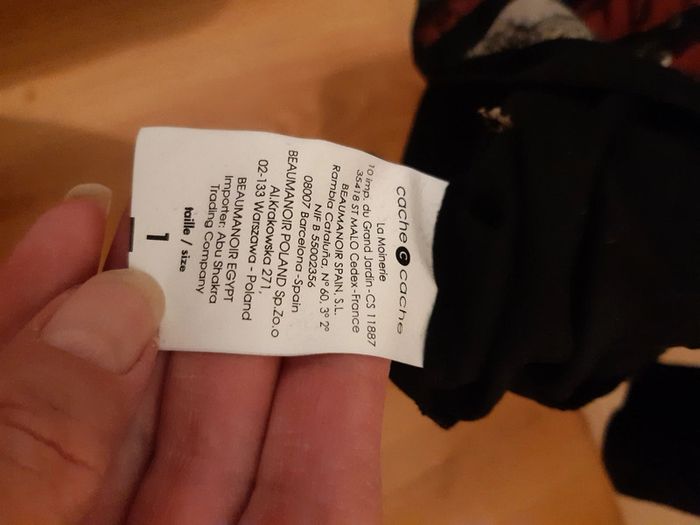 cache c cache
La Moinerie
10 imp. du Grand Jardin - CS 11887
35418 ST MALO Cedex - France
BEAUMANOIR SPAIN, S.L.
Rambla Cataluña, Nº 60, 3º 2º
NIF B 55002356
08007 Barcelona - Spain
BEAUMANOIR POLAND Sp.Zo.o
Al.Krakowska 271,
02-133 Warszawa - Poland
BEAUMANOIR EGYPT
Importer: Abu Shakra
Trading Company
taille / size
1